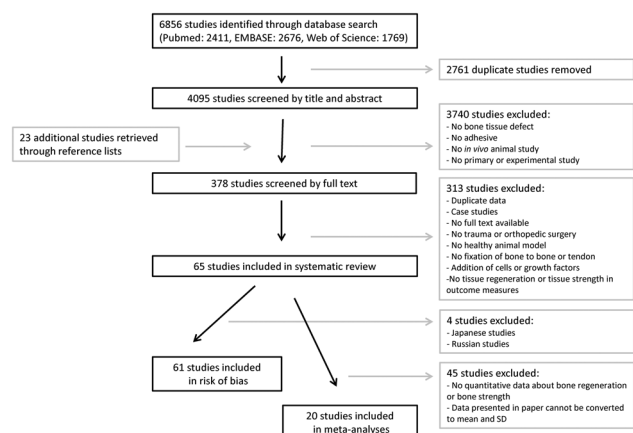 6856 studies identified through database search
(Pubmed: 2411, EMBASE: 2676, Web of Science: 1769)
2761 duplicate studies removed
4095 studies screened by title and abstract
3740 studies excluded:
- No bone tissue defect
- No adhesive
- No in vivo animal study
- No primary or experimental study
23 additional studies retrieved
through reference lists
378 studies screened by full text
313 studies excluded:
- Duplicate data
- Case studies
- No full text available
- No trauma or orthopedic surgery
- No healthy animal model
- No fixation of bone to bone or tendon
- Addition of cells or growth factors
-No tissue regeneration or tissue strength in
outcome measures
65 studies included in systematic review
4 studies excluded:
- Japanese studies
- Russian studies
61 studies included
in risk of bias
45 studies excluded:
- No quantitative data about bone regeneration
or bone strength
- Data presented in paper cannot be converted
to mean and SD
20 studies included
in meta-analyses